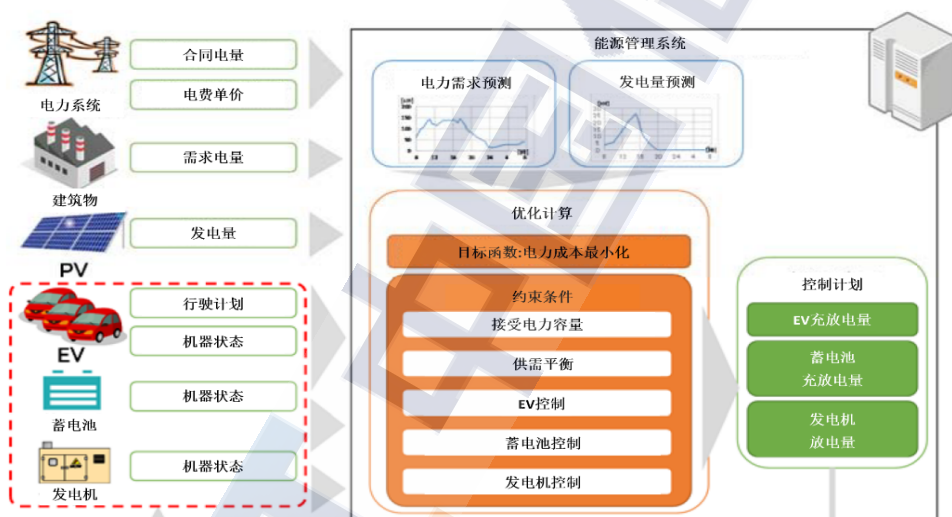 合同电量
电费单价
电力系统
需求电量
建筑物
发电量
PV
行驶计划
机器状态
EV
机器状态
蓄电池
机器状态
发电机
能源管理系统
电力需求预测
发电量预测
优化计算
目标函数:电力成本最小化
约束条件
接受电力容量
供需平衡
EV控制
蓄电池控制
发电机控制
控制计划
EV充放电量
蓄电池
充放电量
发电机
放电量